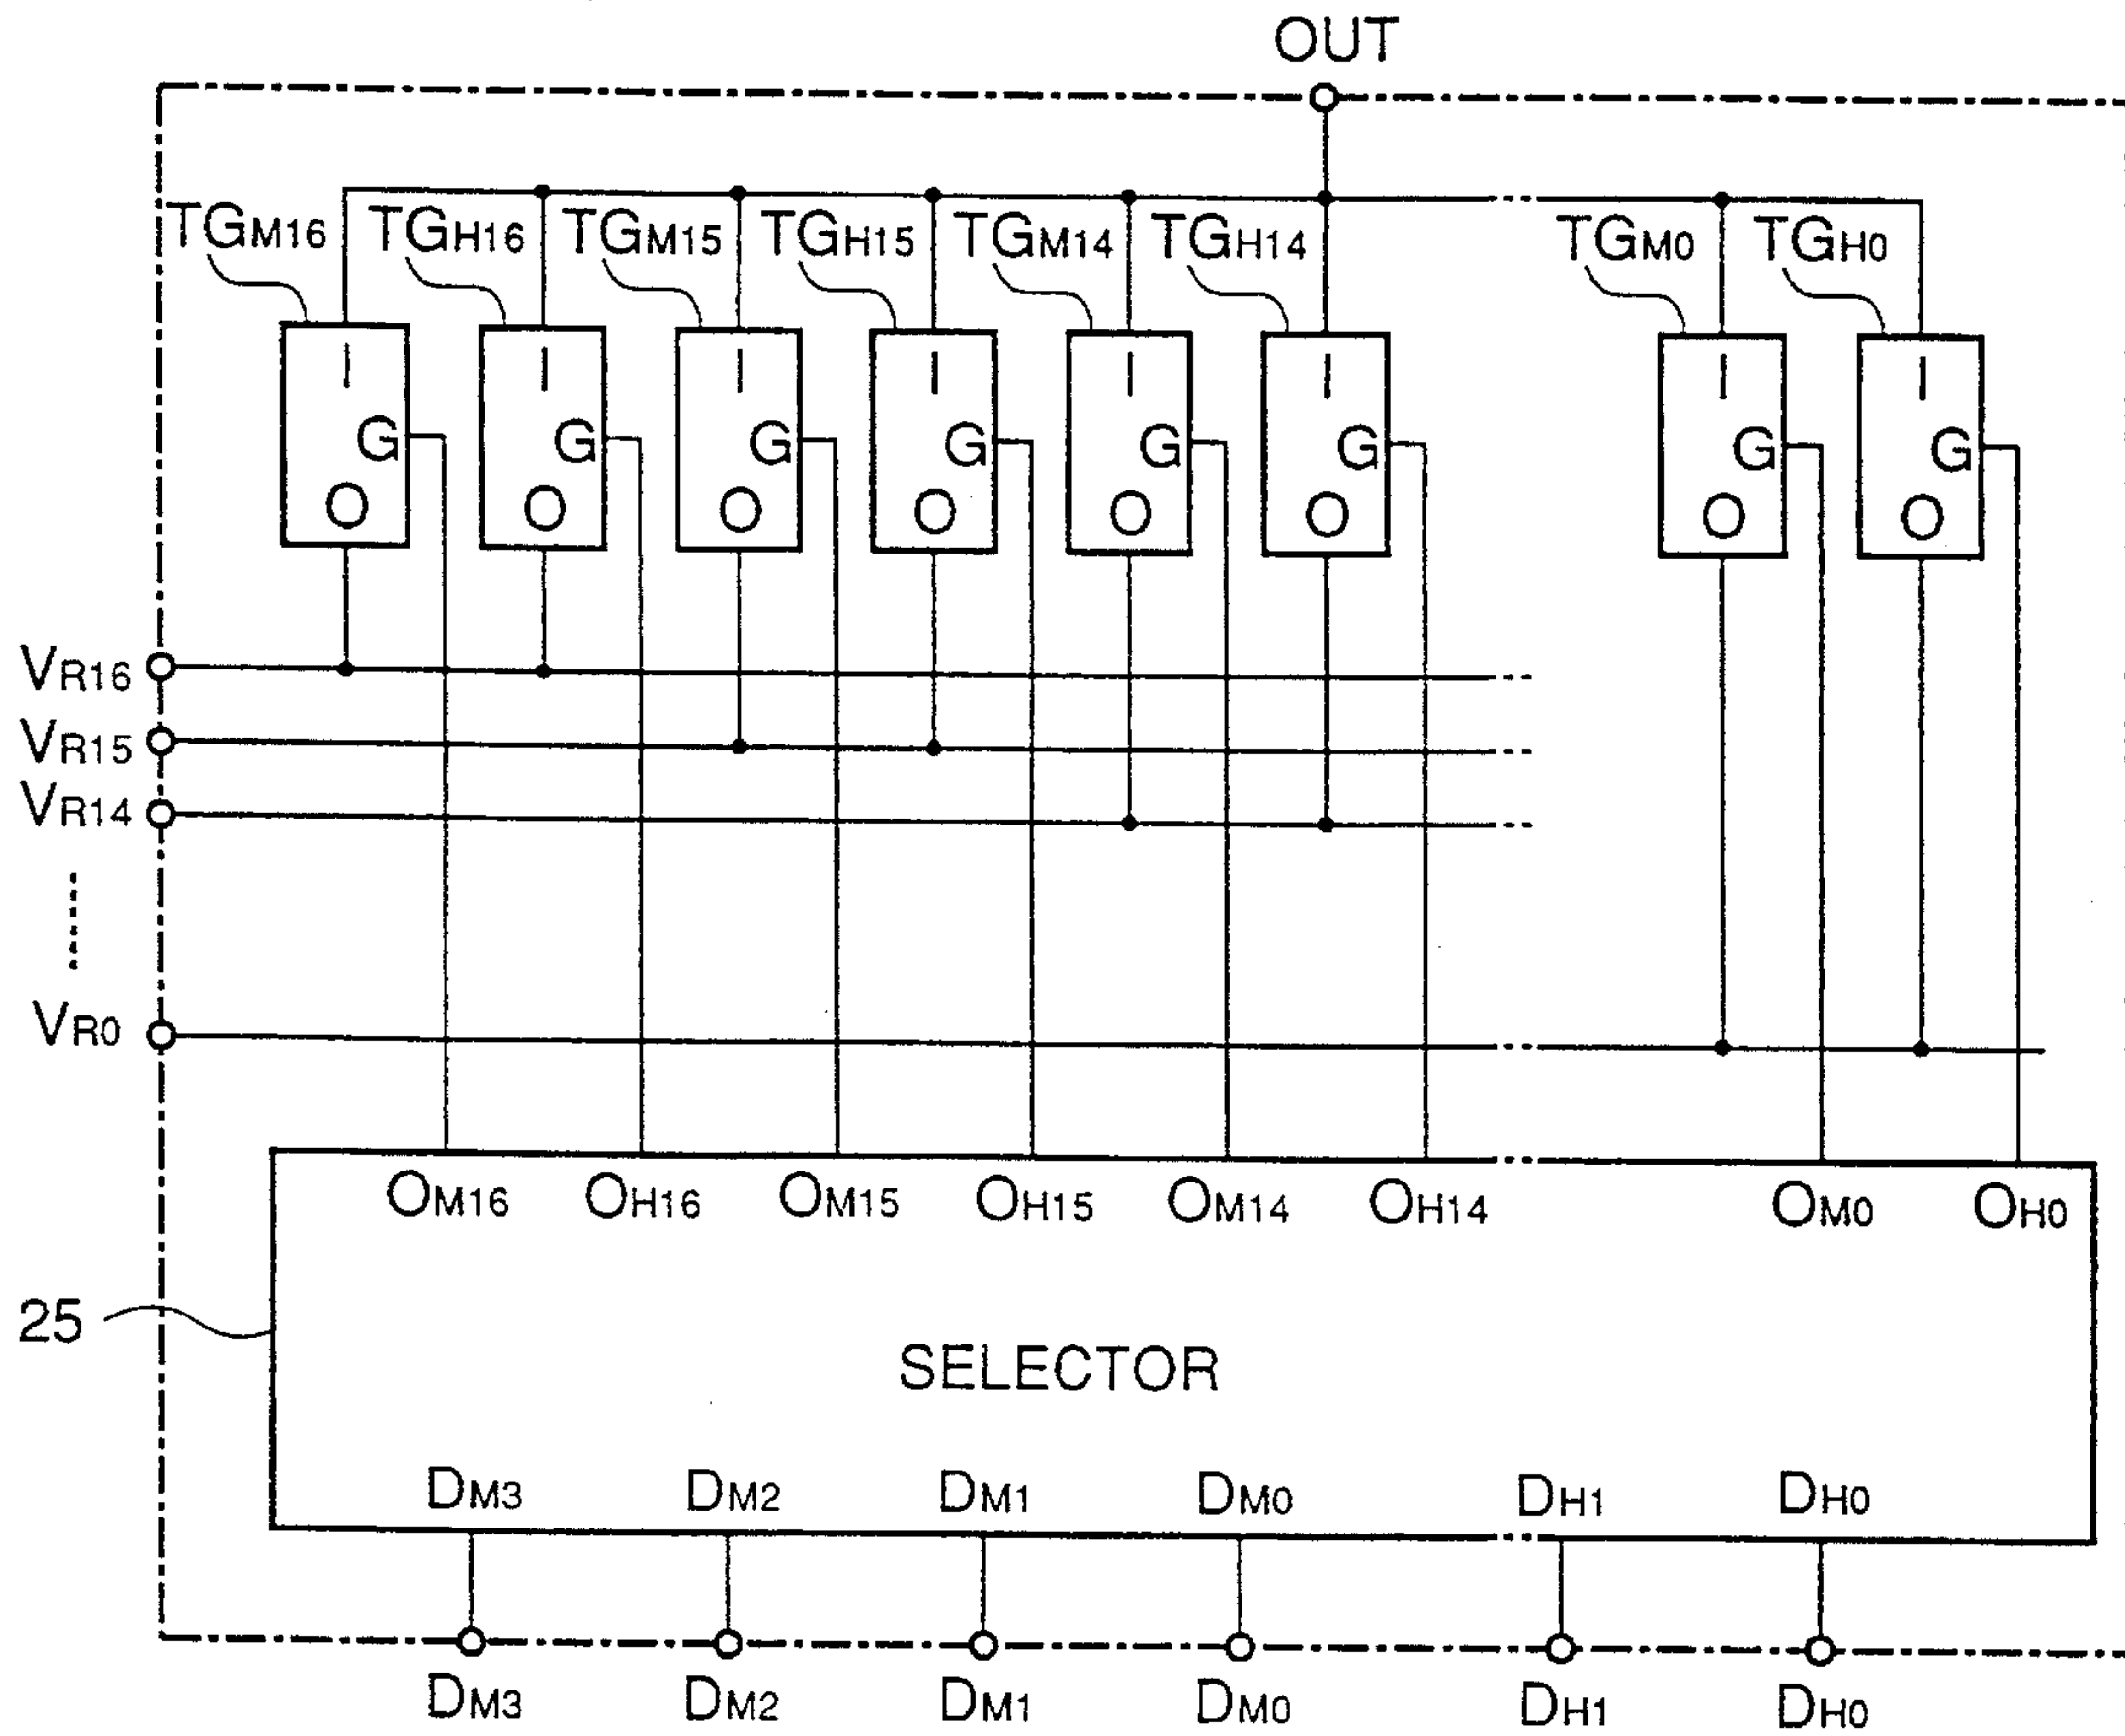 OUT
TGM16 TGH16 TGM15 TGH15 TGM14 TGH14 TGM0 TGH0
I I I I I I I I
G G G G G G G G
O O O O O O O O
VR16
VR15
VR14
VR0
OM16 OH16 OM15 OH15 OM14 OH14 OM0 OH0
25
SELECTOR
DM3 DM2 DM1 DM0 DH1 DH0
DM3 DM2 DM1 DM0 DH1 DH0